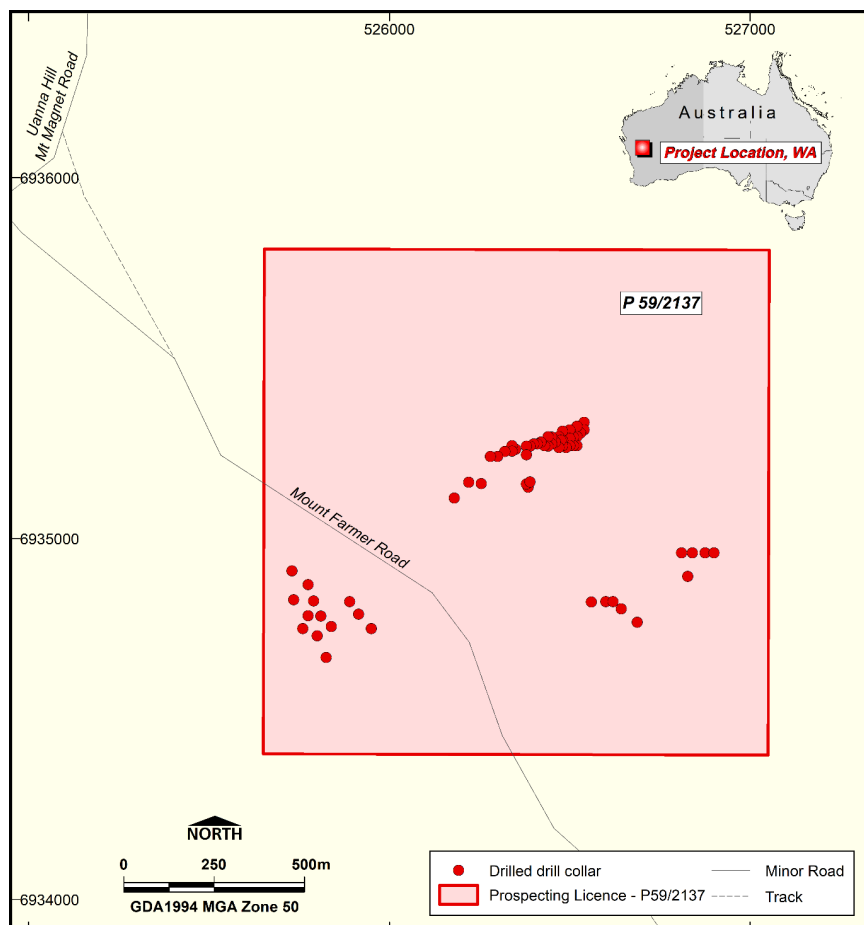 526000
527000
Uanna Hill
Mt Magnet Road
Australia
Project Location, WA
6936000
P 59/2137
6935000
Mount Farmer Road
NORTH
0 250 500m
GDA1994 MGA Zone 50
Drilled drill collar
Minor Road
Prospecting Licence - P59/2137
Track
6934000